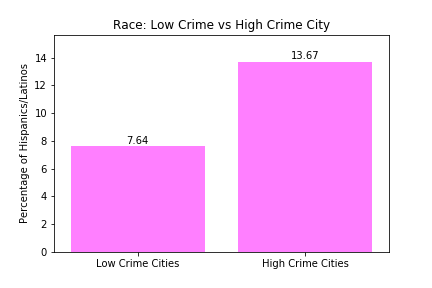 Race: Low Crime vs High Crime City
Percentage of Hispanics/Latinos
14
12
10
8
6
4
2
0
7.64
13.67
Low Crime Cities
High Crime Cities